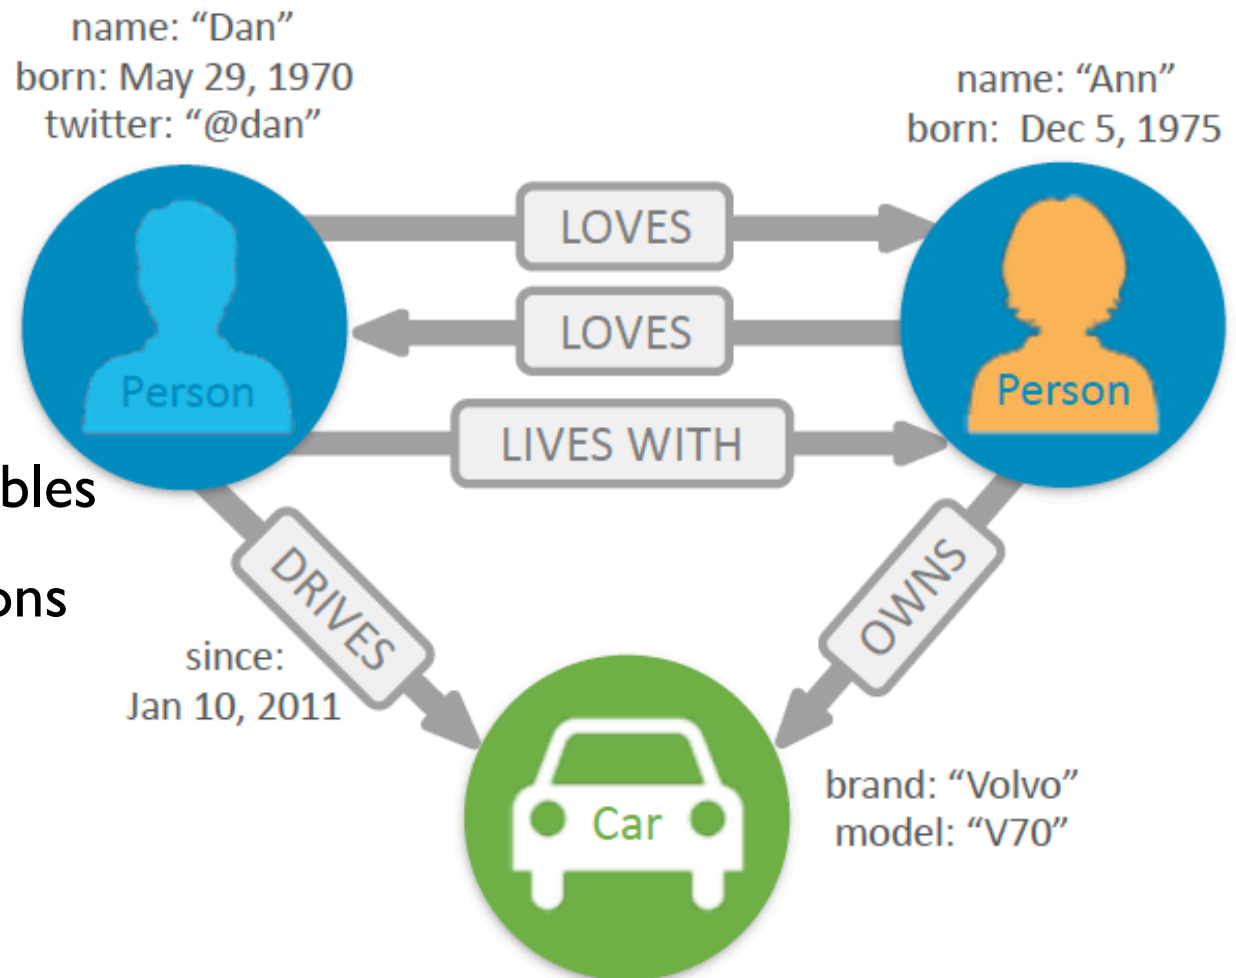 name: “Dan”
born: May 29, 1970
twitter: “@dan”
name: “Ann”
born:  Dec 5, 1975
LOVES
LOVES
Person
Person
LIVES WITH
bles
ons
DRIVES
OWNS
since:
Jan 10, 2011
Car
brand: “Volvo”
model: “V70”